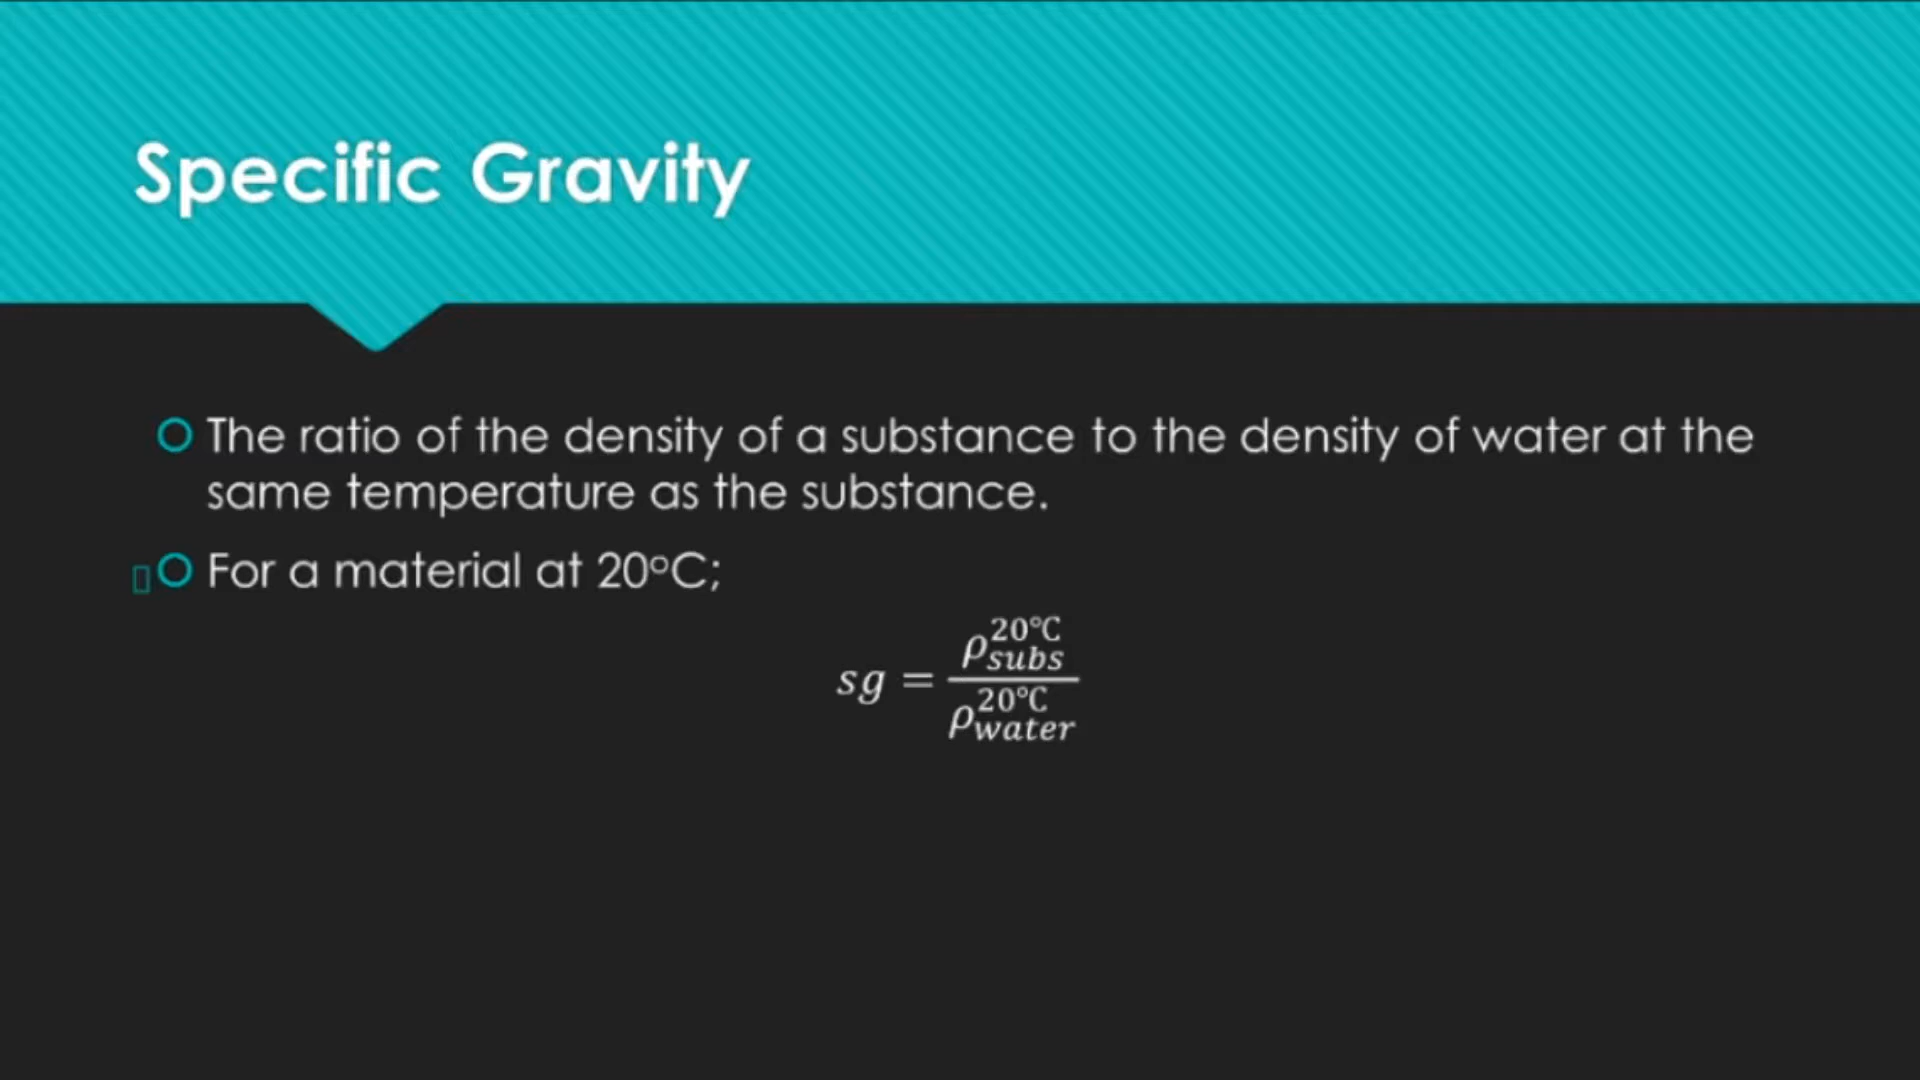 Specific Gravity
The ratio of the density of a substance to the density of water at the
same temperature as the substance.
For a material at 20°C;
sg = ρ_subs^20°C / ρ_water^20°C